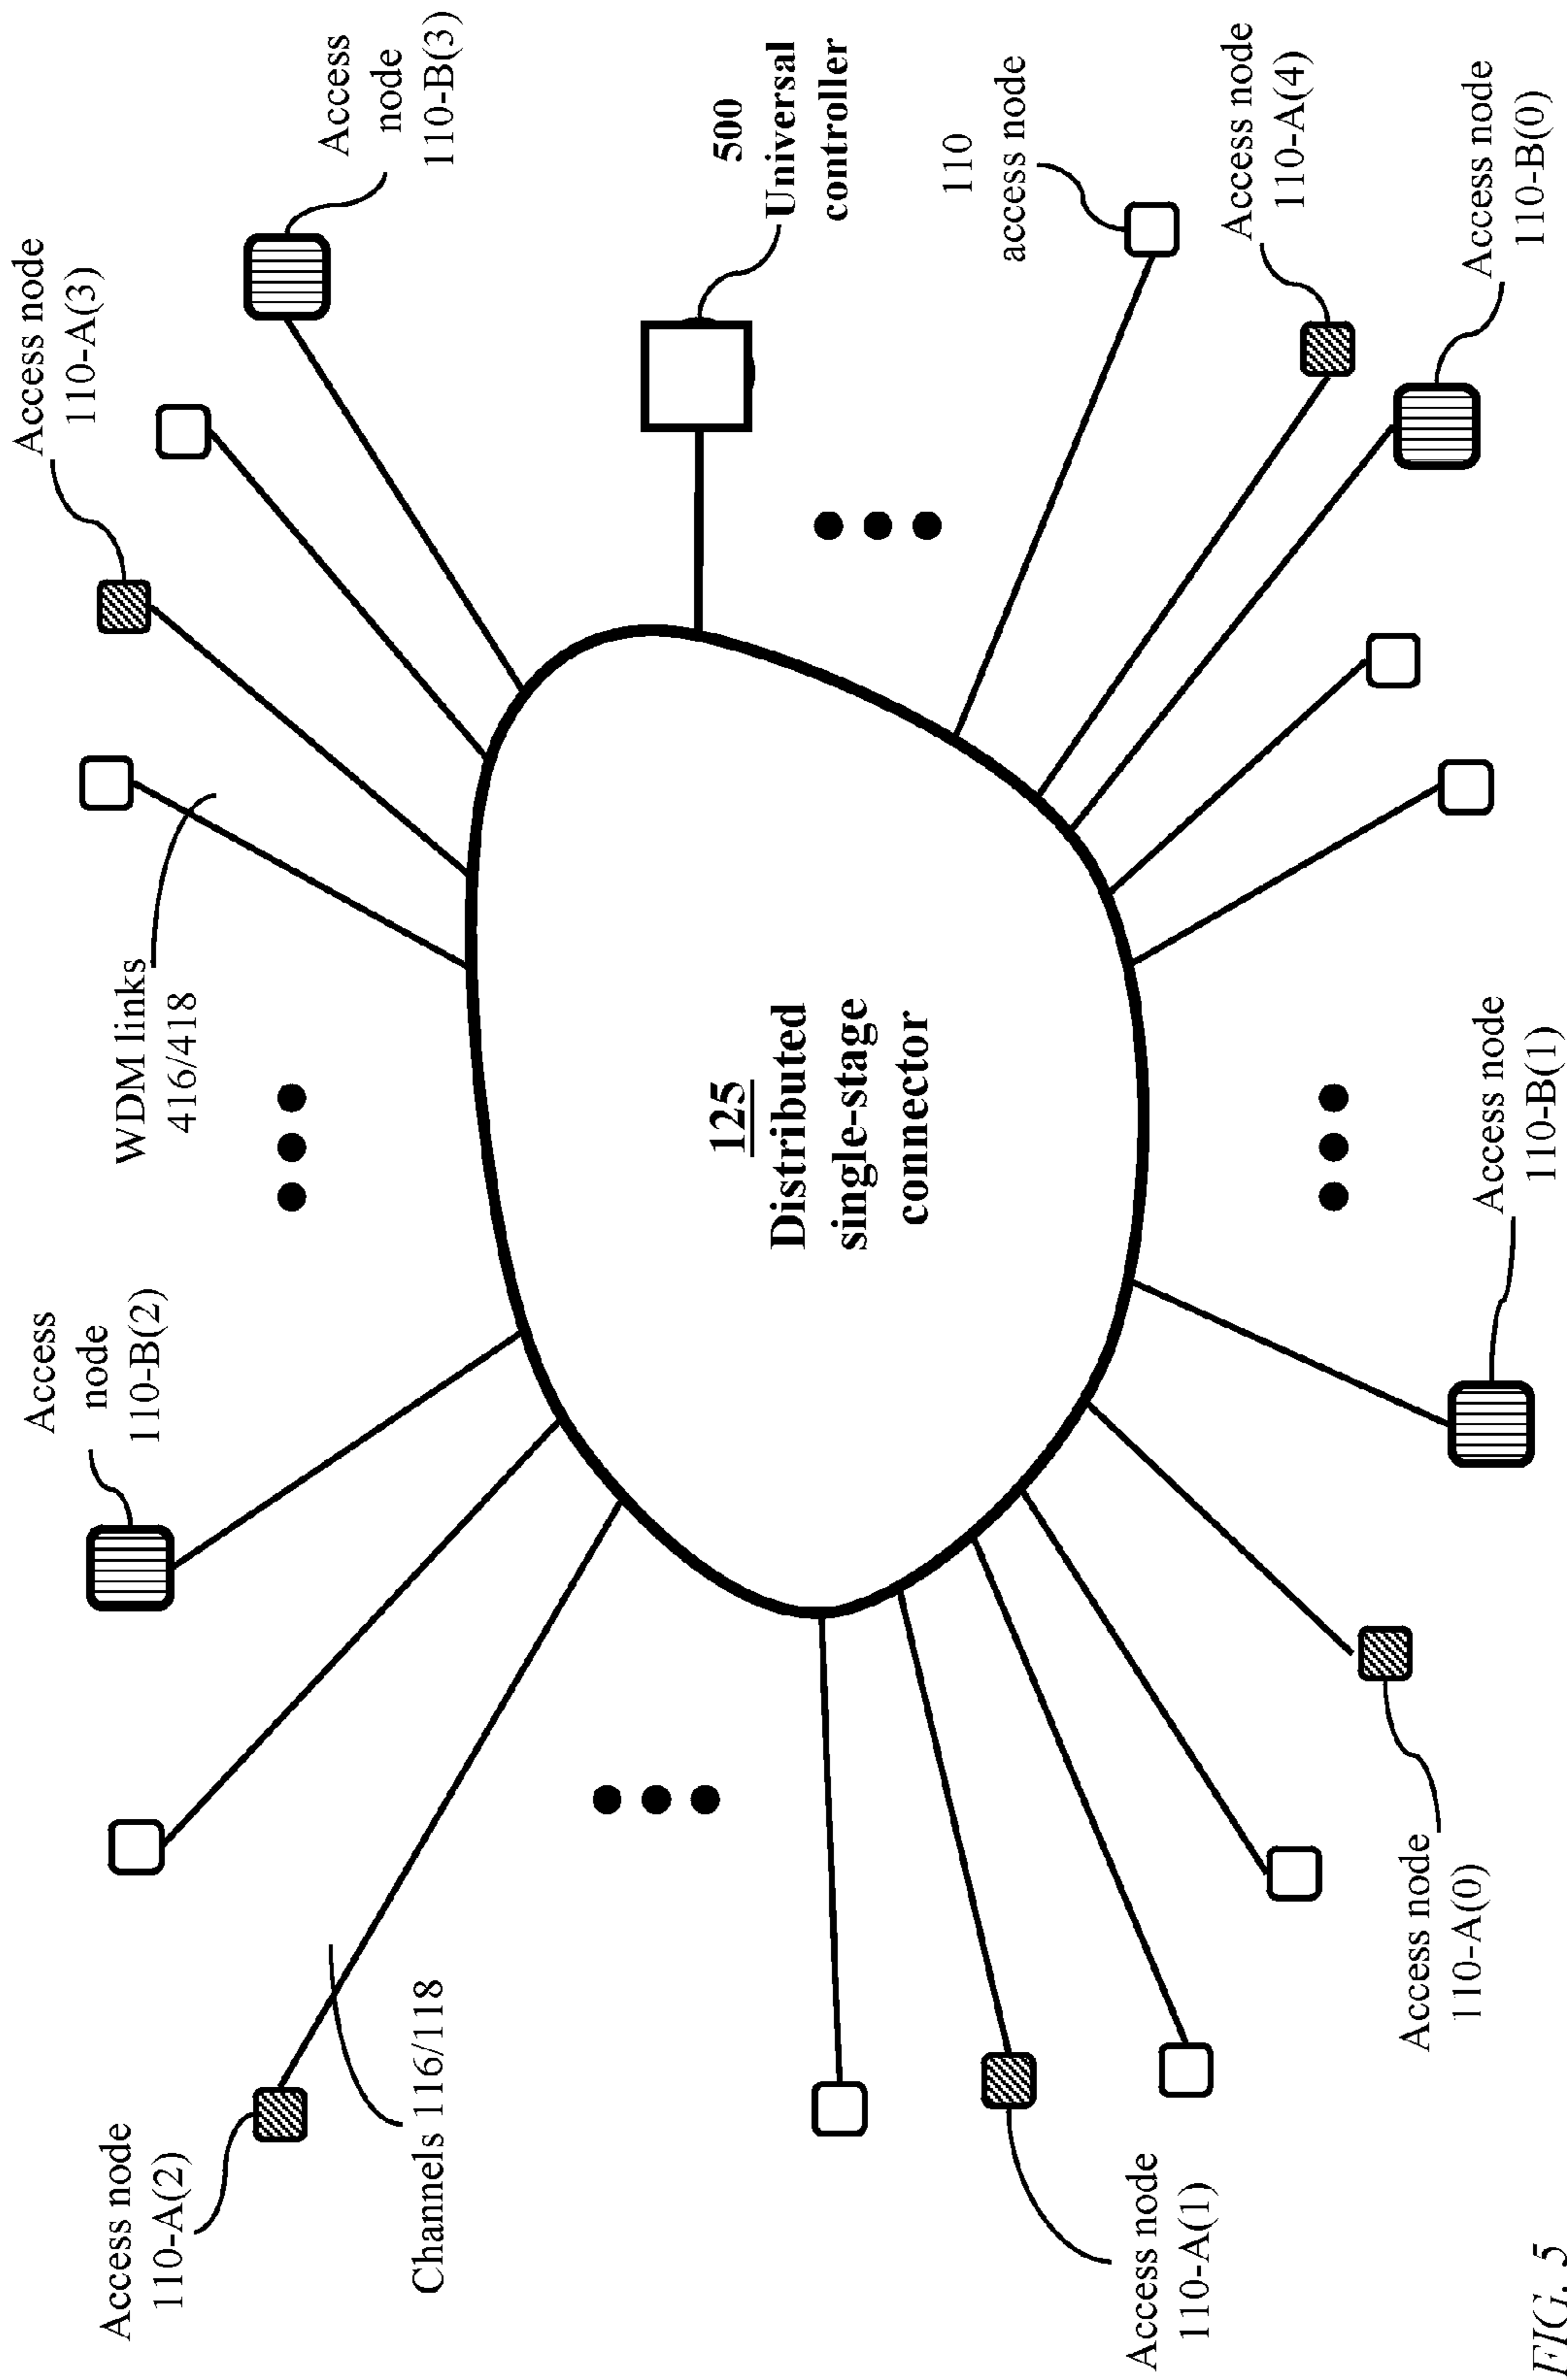 Access node
110-A(2)
Channels 116/118
Access
node
110-B(2)
WDM links
416/418
Access node
110-A(3)
Access
node
110-B(3)
500
Universal
controller
125
Distributed
single-stage
connector
110
access node
Access node
110-A(4)
Access node
110-B(0)
Access node
110-B(1)
Access node
110-A(0)
Access node
110-A(1)
FIG. 5